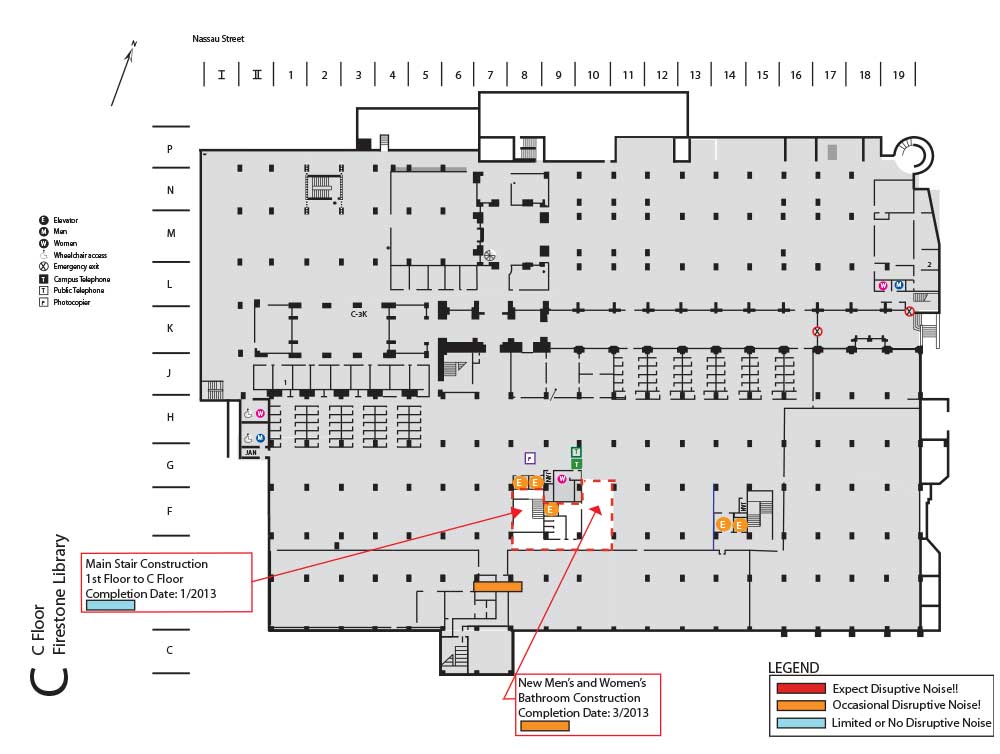 Nassau Street
N
I II 1 2 3 4 5 6 7 8 9 10 11 12 13 14 15 16 17 18 19
P
N
M
L
K
J
H
G
F
C
E Elevator
M Men
W Women
Wheelchair access
Emergency exit
T Campus Telephone
T Public Telephone
P Photocopier
C-3K
1
2
W M
W
M
JAN
P
T
T
E E
JAN
W
E
E E
JAN
Main Stair Construction
1st Floor to C Floor
Completion Date: 1/2013
New Men's and Women's
Bathroom Construction
Completion Date: 3/2013
C
C Floor
Firestone Library
LEGEND
Expect Disuptive Noise!!
Occasional Disruptive Noise!
Limited or No Disruptive Noise